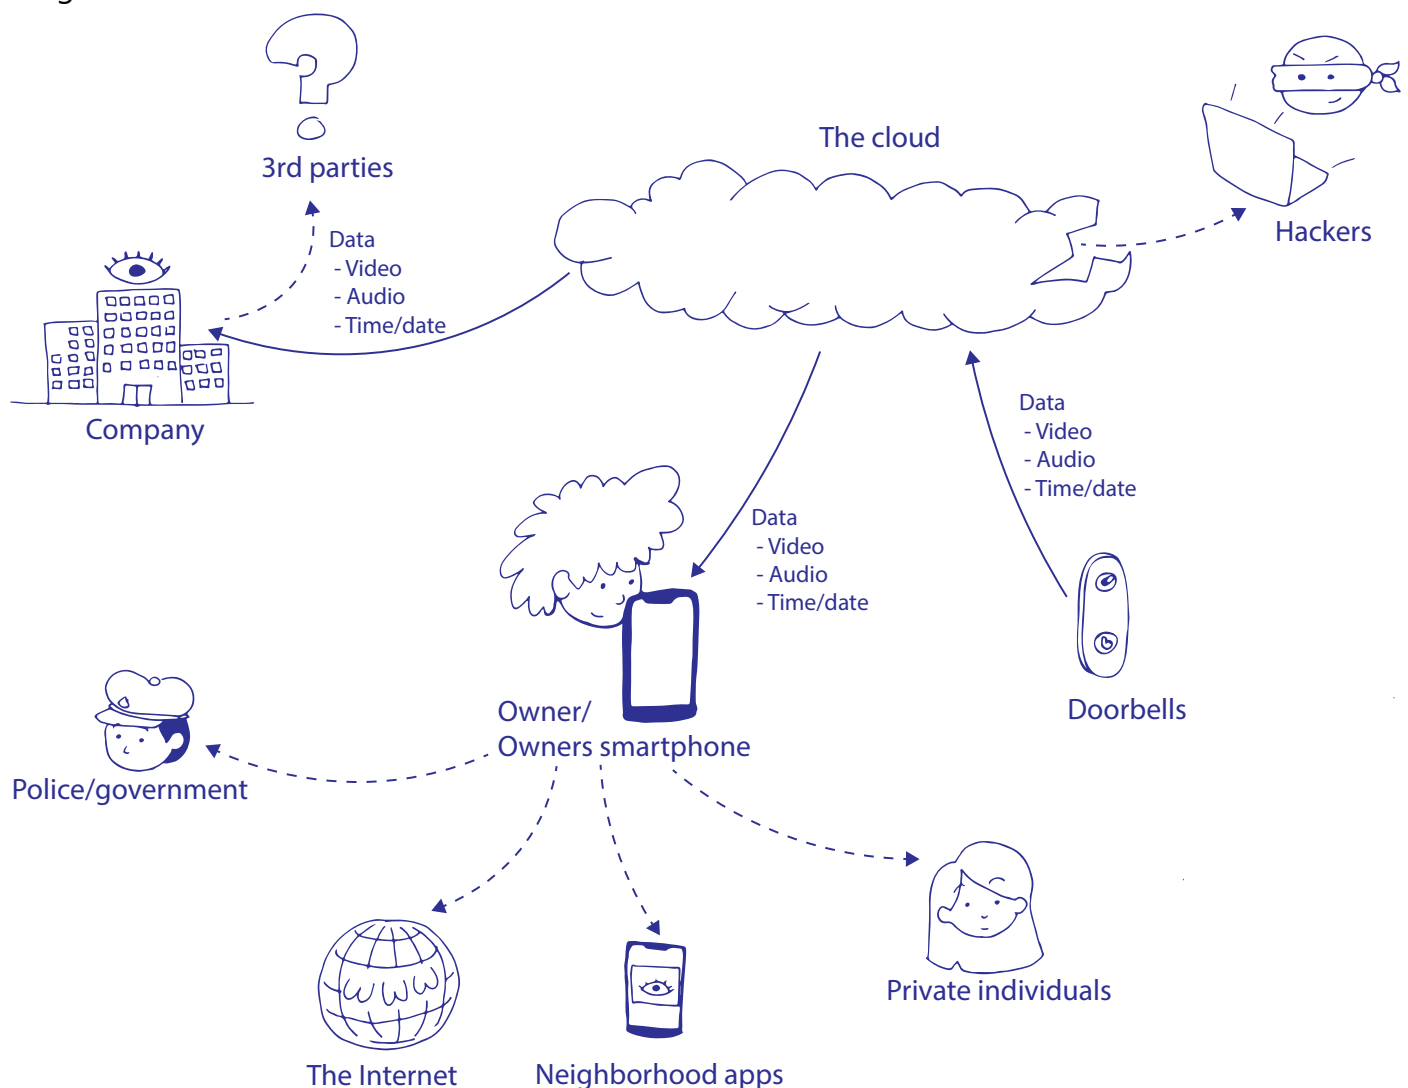 3rd parties
The cloud
Hackers
Data
- Video
- Audio
- Time/date
Company
Data
- Video
- Audio
- Time/date
Data
- Video
- Audio
- Time/date
Doorbells
Owner/
Owners smartphone
Police/government
Private individuals
WWW
The Internet
Neighborhood apps